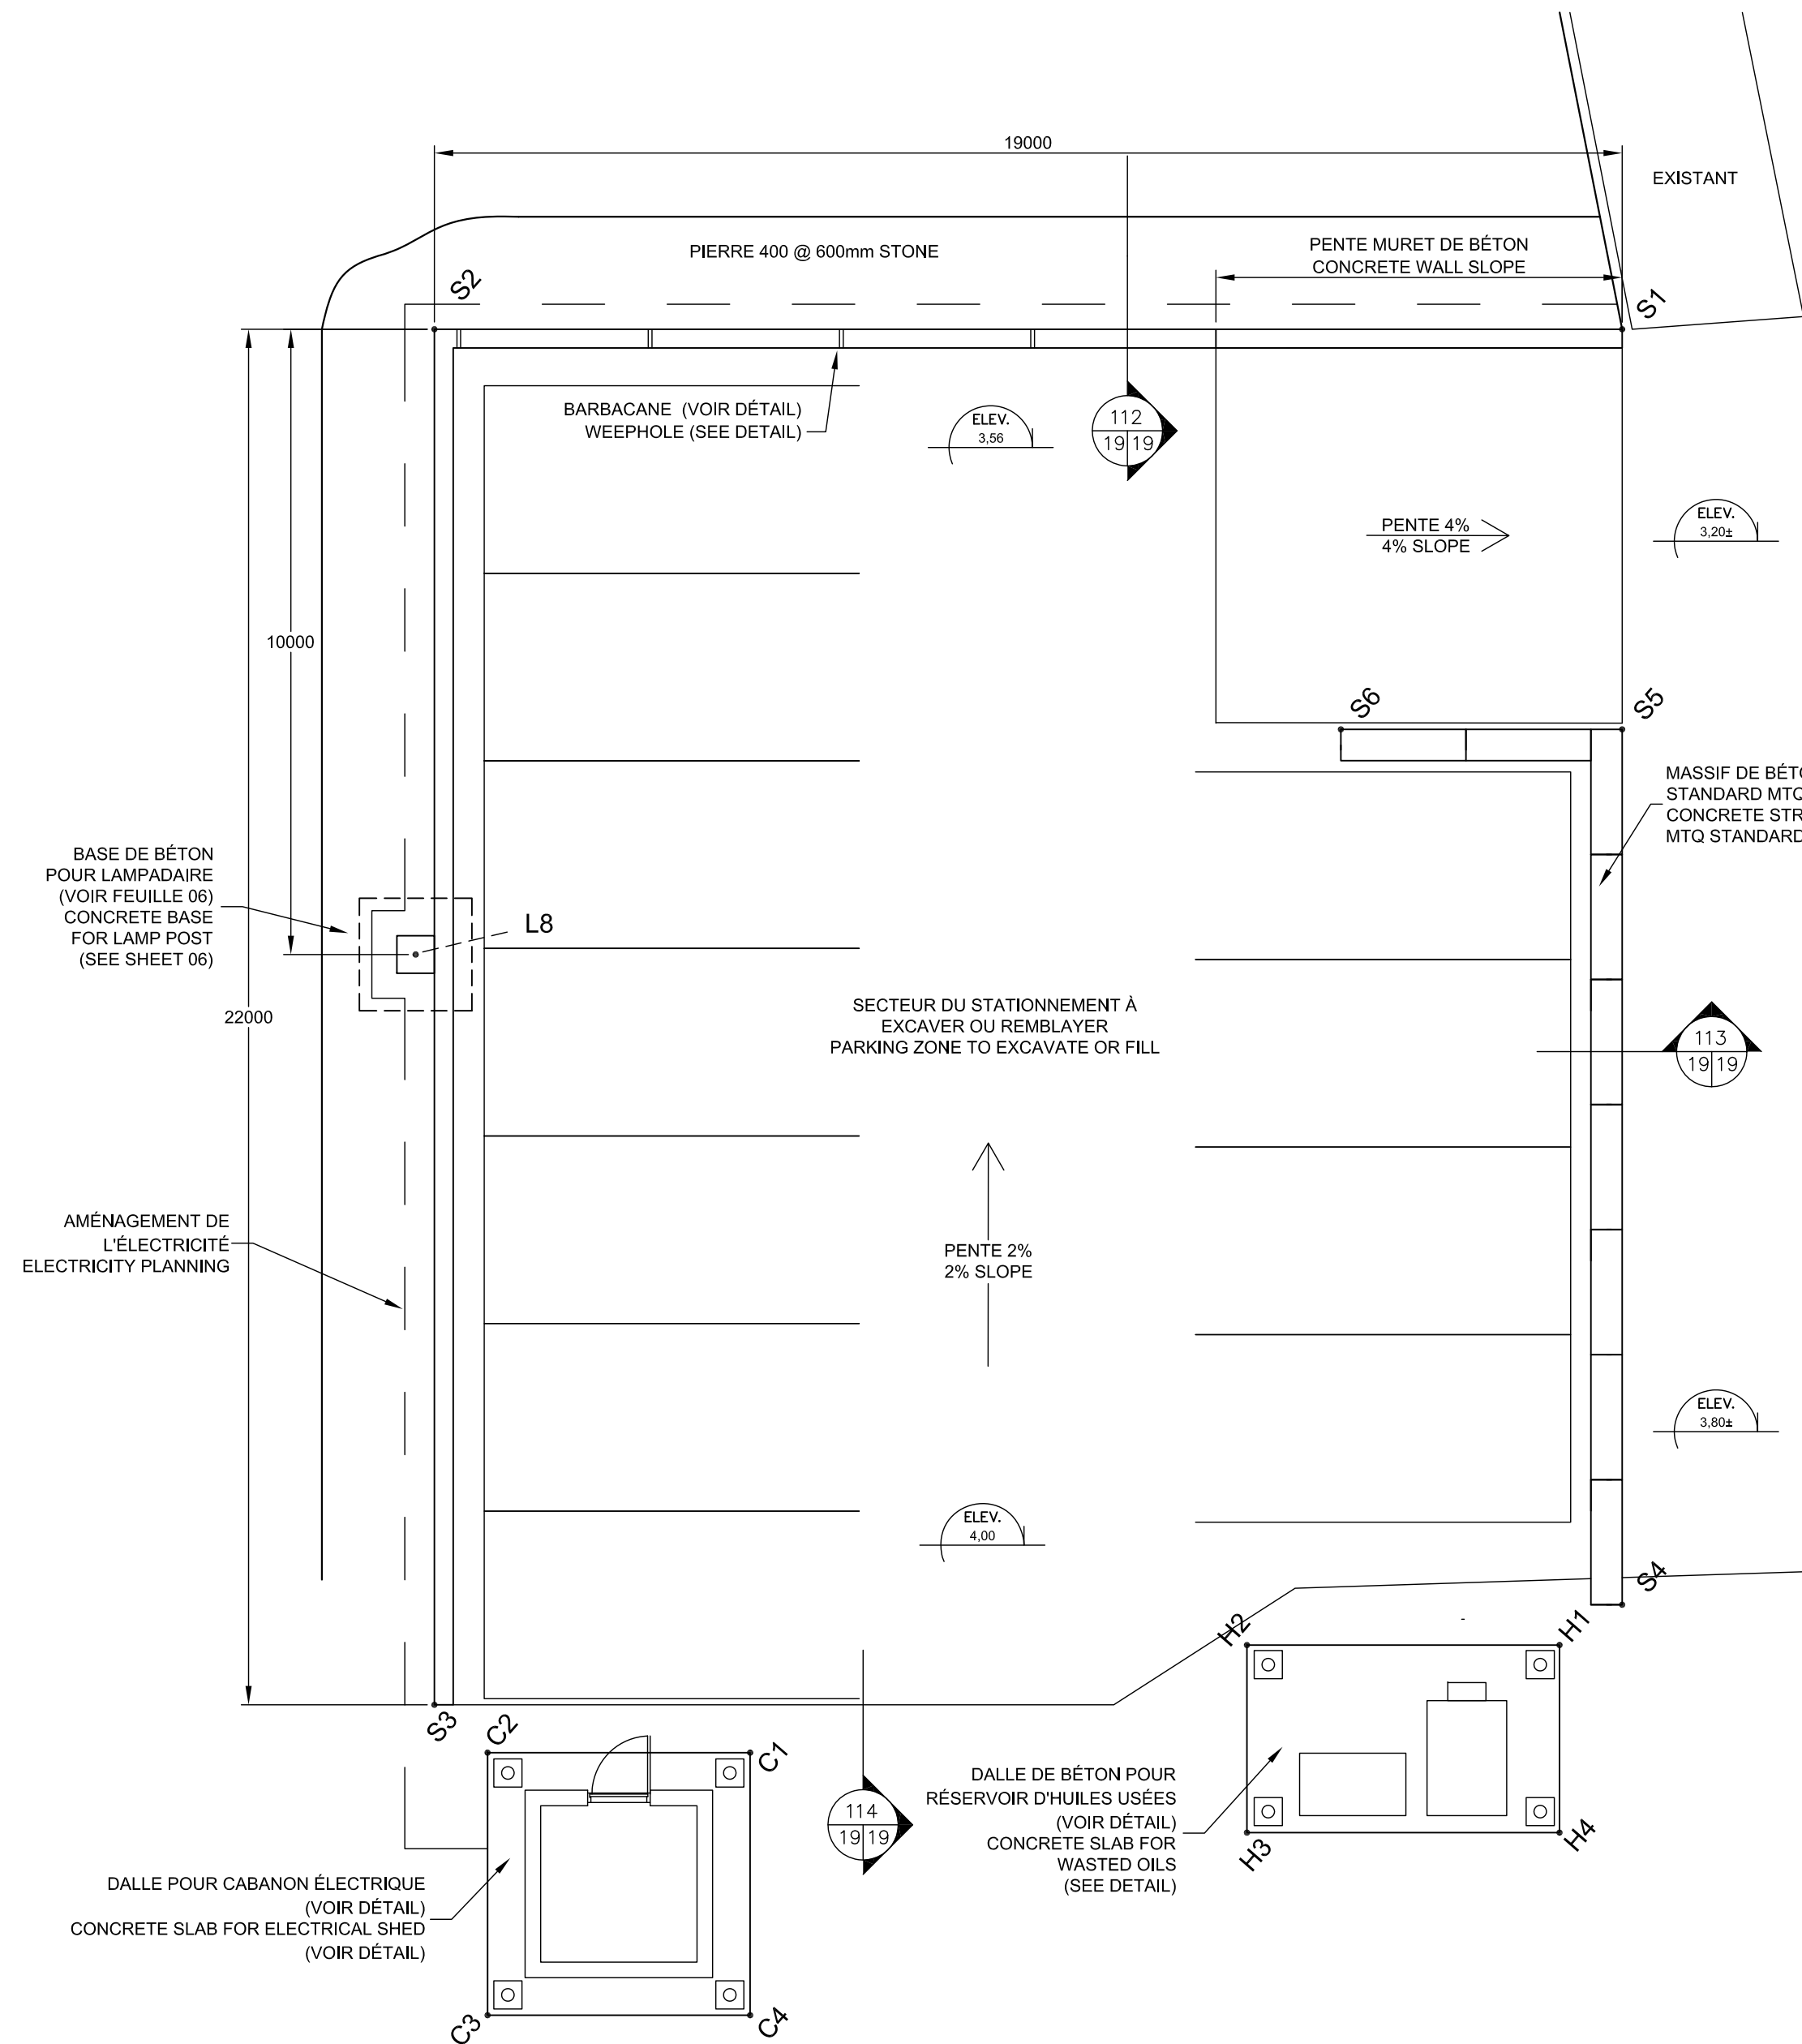 19000
EXISTANT
PIERRE 400 @ 600mm STONE
PENTE MURET DE BÉTON
CONCRETE WALL SLOPE
S2
S1
BARBACANE (VOIR DÉTAIL)
WEEPHOLE (SEE DETAIL)
ELEV.
3,56
112
19 19
PENTE 4%
4% SLOPE
ELEV.
3,20±
10000
S6
S5
MASSIF DE
STANDARD
CONCRETE
MTQ STANDARD
BASE DE BÉTON
POUR LAMPADAIRE
(VOIR FEUILLE 06)
CONCRETE BASE
FOR LAMP POST
(SEE SHEET 06)
L8
22000
SECTEUR DU STATIONNEMENT À
EXCAVER OU REMBLAYER
PARKING ZONE TO EXCAVATE OR FILL
113
19 19
AMÉNAGEMENT DE
L'ÉLECTRICITÉ
ELECTRICITY PLANNING
PENTE 2%
2% SLOPE
ELEV.
3,80±
ELEV.
4,00
S4
H2
H1
S3
C2
C1
DALLE DE BÉTON POUR
RÉSERVOIR D'HUILES USÉES
(VOIR DÉTAIL)
CONCRETE SLAB FOR
WASTED OILS
(SEE DETAIL)
114
19 19
H3
H4
DALLE POUR CABANON ÉLECTRIQUE
(VOIR DÉTAIL)
CONCRETE SLAB FOR ELECTRICAL SHED
(VOIR DÉTAIL)
C3
C4